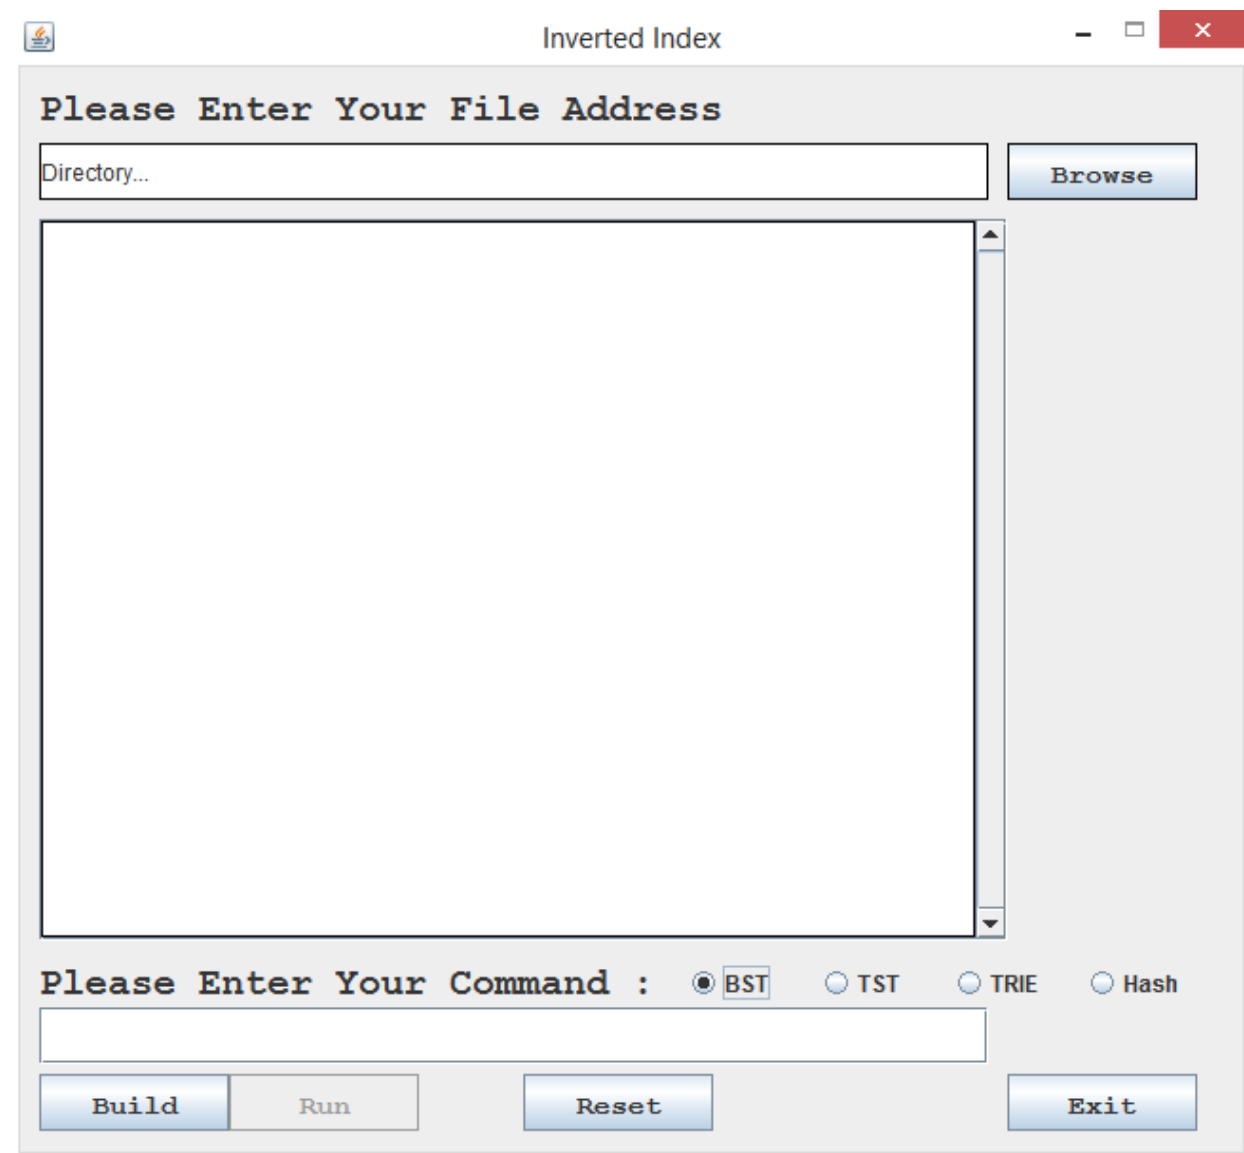 Inverted Index
Please Enter Your File Address
Directory...
Browse
Please Enter Your Command : BST TST TRIE Hash
Build Run Reset Exit